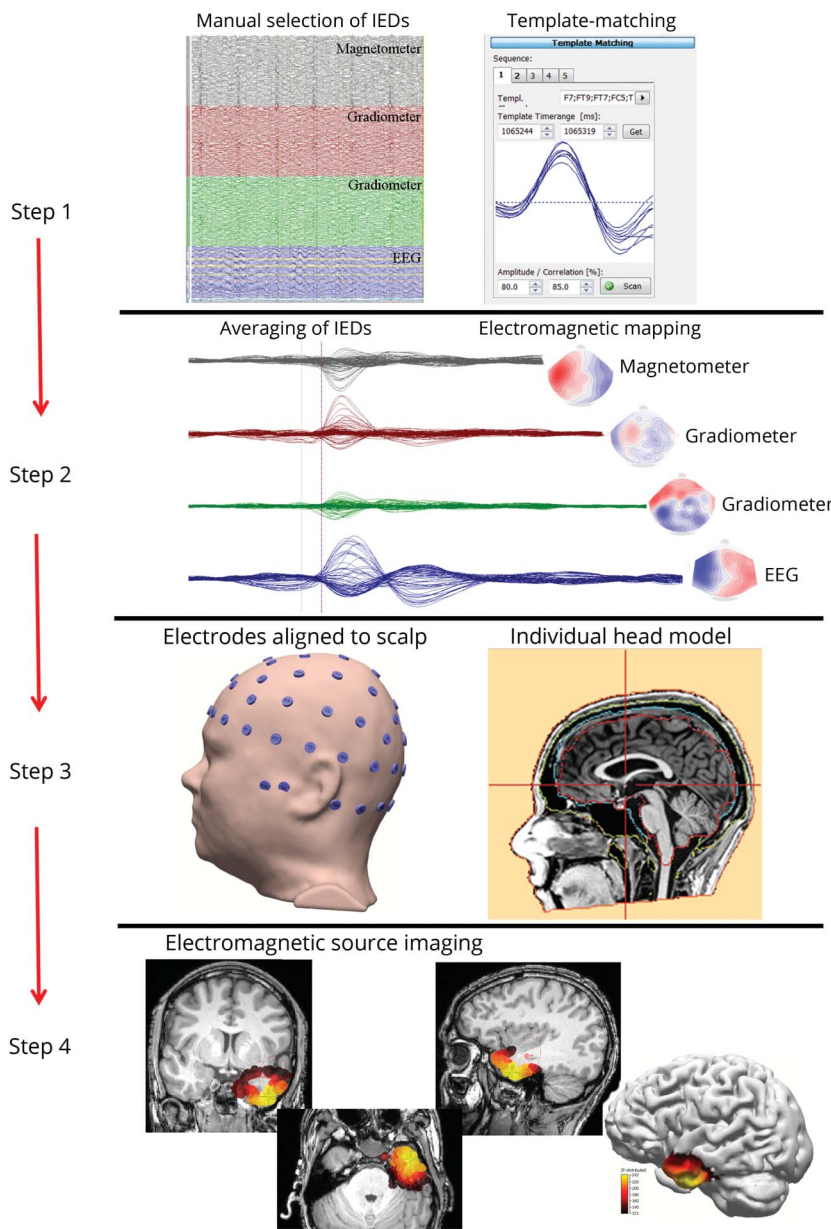 Manual selection of IEDs
Template-matching
Magnetometer
Gradiometer
Gradiometer
EEG
Template Matching
Sequence:
1 2 3 4 5
Templ.
F7;FT9;FT7;FC5;T
Template Timerange [ms]:
1065244 1065319 Get
Amplitude / Correlation [%]:
80.0 85.0 Scan
Step 1
Averaging of IEDs
Electromagnetic mapping
Magnetometer
Gradiometer
Gradiometer
EEG
Step 2
Electrodes aligned to scalp
Individual head model
Step 3
Electromagnetic source imaging
Step 4